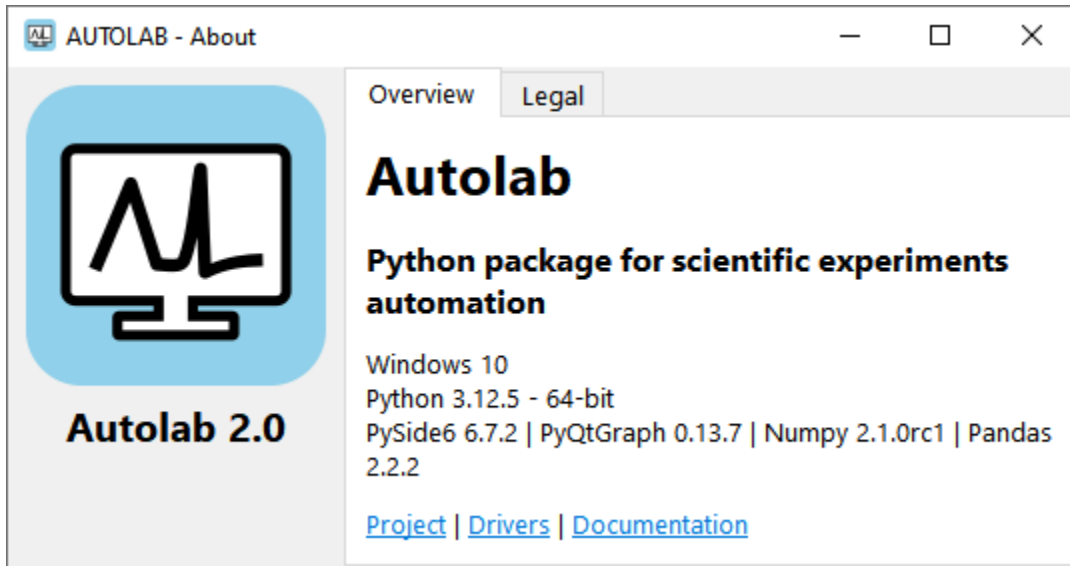 AUTOLAB - About
Overview
Legal
Autolab
Python package for scientific experiments
automation
Windows 10
Python 3.12.5 - 64-bit
PySide6 6.7.2 | PyQtGraph 0.13.7 | Numpy 2.1.0rc1 | Pandas
2.2.2
Project | Drivers | Documentation
Autolab 2.0